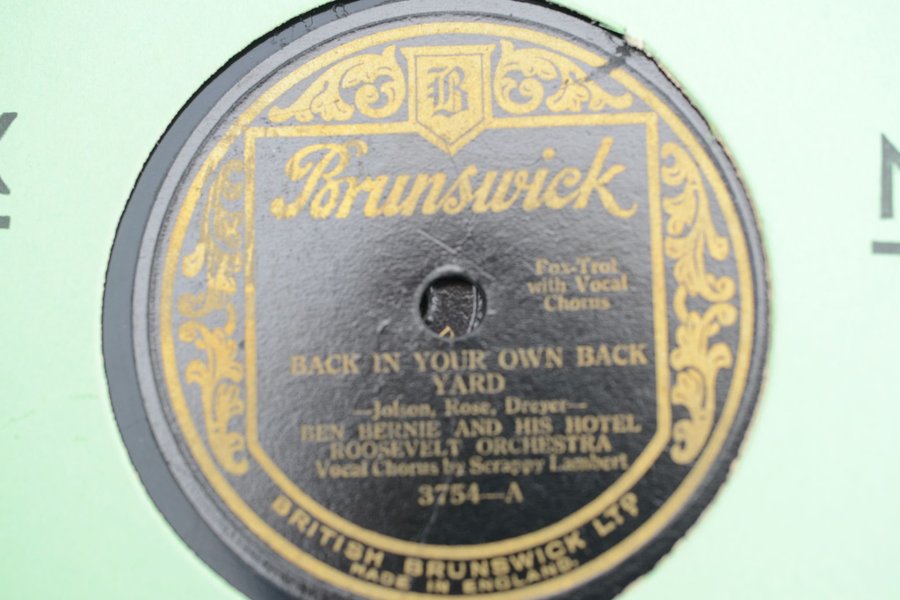 B
Brunswick
Fox-Trot
with Vocal
Chorus
BACK IN YOUR OWN BACK
YARD
—Jolson, Rose, Dreyer—
BEN BERNIE AND HIS HOTEL
ROOSEVELT ORCHESTRA
Vocal Chorus by Scrappy Lambert
3754—A
BRITISH BRUNSWICK LTD
MADE IN ENGLAND.